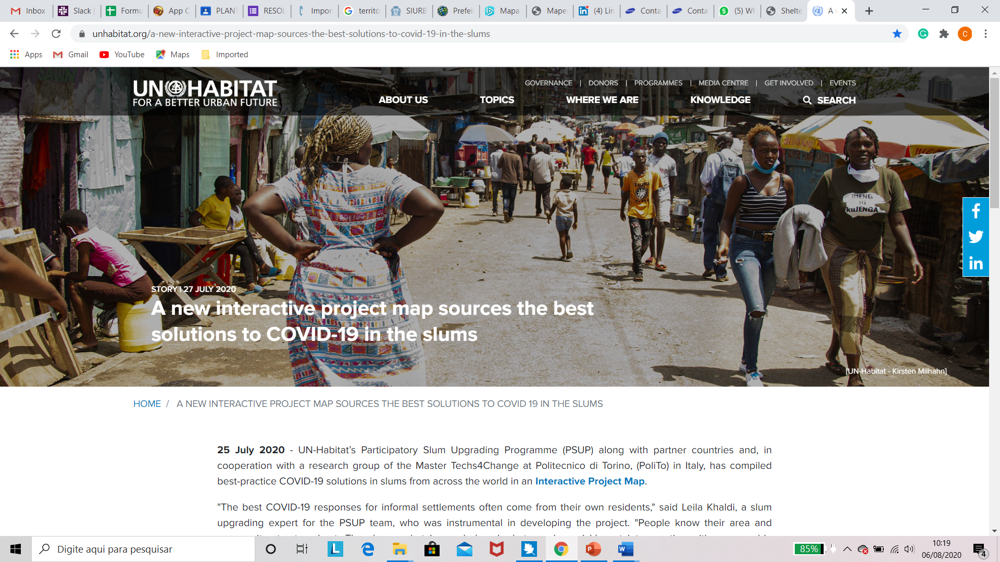 Inbox
Slack
Formu
App C
PLANT
RESOL
Impor
territó
SIURB
Prefei
Mapa
Mape
(4) Lin
Conta
Conta
(5) Wh
Shelte
A
unhabitat.org/a-new-interactive-project-map-sources-the-best-solutions-to-covid-19-in-the-slums
C
Apps
Gmail
YouTube
Maps
Imported
GOVERNANCE | DONORS | PROGRAMMES | MEDIA CENTRE | GET INVOLVED | EVENTS
UN HABITAT
FOR A BETTER URBAN FUTURE
ABOUT US
TOPICS
WHERE WE ARE
KNOWLEDGE
SEARCH
RIENG
NI
kuJENGA
STORY | 27 JULY 2020
A new interactive project map sources the best
solutions to COVID-19 in the slums
[UN-Habitat - Kirsten Milhahn]
HOME / A NEW INTERACTIVE PROJECT MAP SOURCES THE BEST SOLUTIONS TO COVID 19 IN THE SLUMS
25 July 2020 - UN-Habitat’s Participatory Slum Upgrading Programme (PSUP) along with partner countries and, in
cooperation with a research group of the Master Techs4Change at Politecnico di Torino, (PoliTo) in Italy, has compiled
best-practice COVID-19 solutions in slums from across the world in an Interactive Project Map.
"The best COVID-19 responses for informal settlements often come from their own residents," said Leila Khaldi, a slum
upgrading expert for the PSUP team, who was instrumental in developing the project. "People know their area and
Digite aqui para pesquisar
85%
10:19
06/08/2020
4